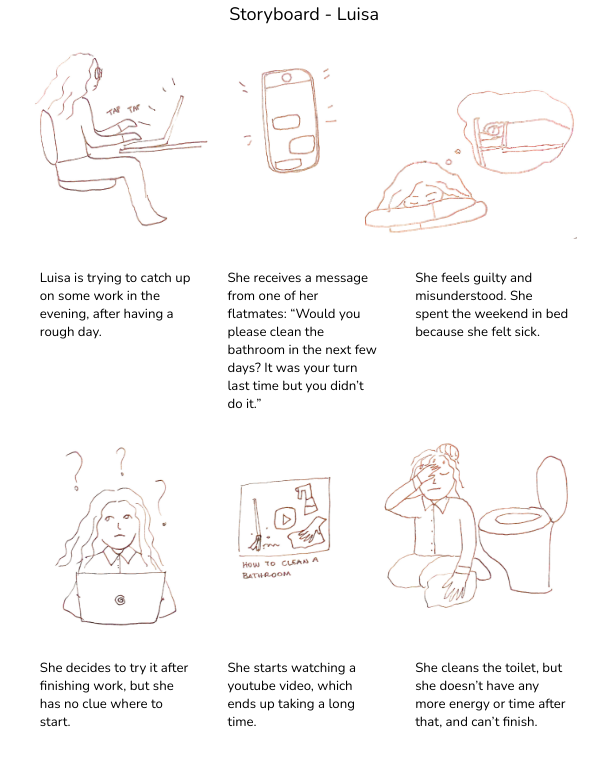 Storyboard - Luisa
TAP TAP
Luisa is trying to catch up
on some work in the
evening, after having a
rough day.
She receives a message
from one of her
flatmates: “Would you
please clean the
bathroom in the next few
days? It was your turn
last time but you didn’t
do it.”
She feels guilty and
misunderstood. She
spent the weekend in bed
because she felt sick.
? ? ?
HOW TO CLEAN A
BATHROOM
She decides to try it after
finishing work, but she
has no clue where to
start.
She starts watching a
youtube video, which
ends up taking a long
time.
She cleans the toilet, but
she doesn’t have any
more energy or time after
that, and can’t finish.